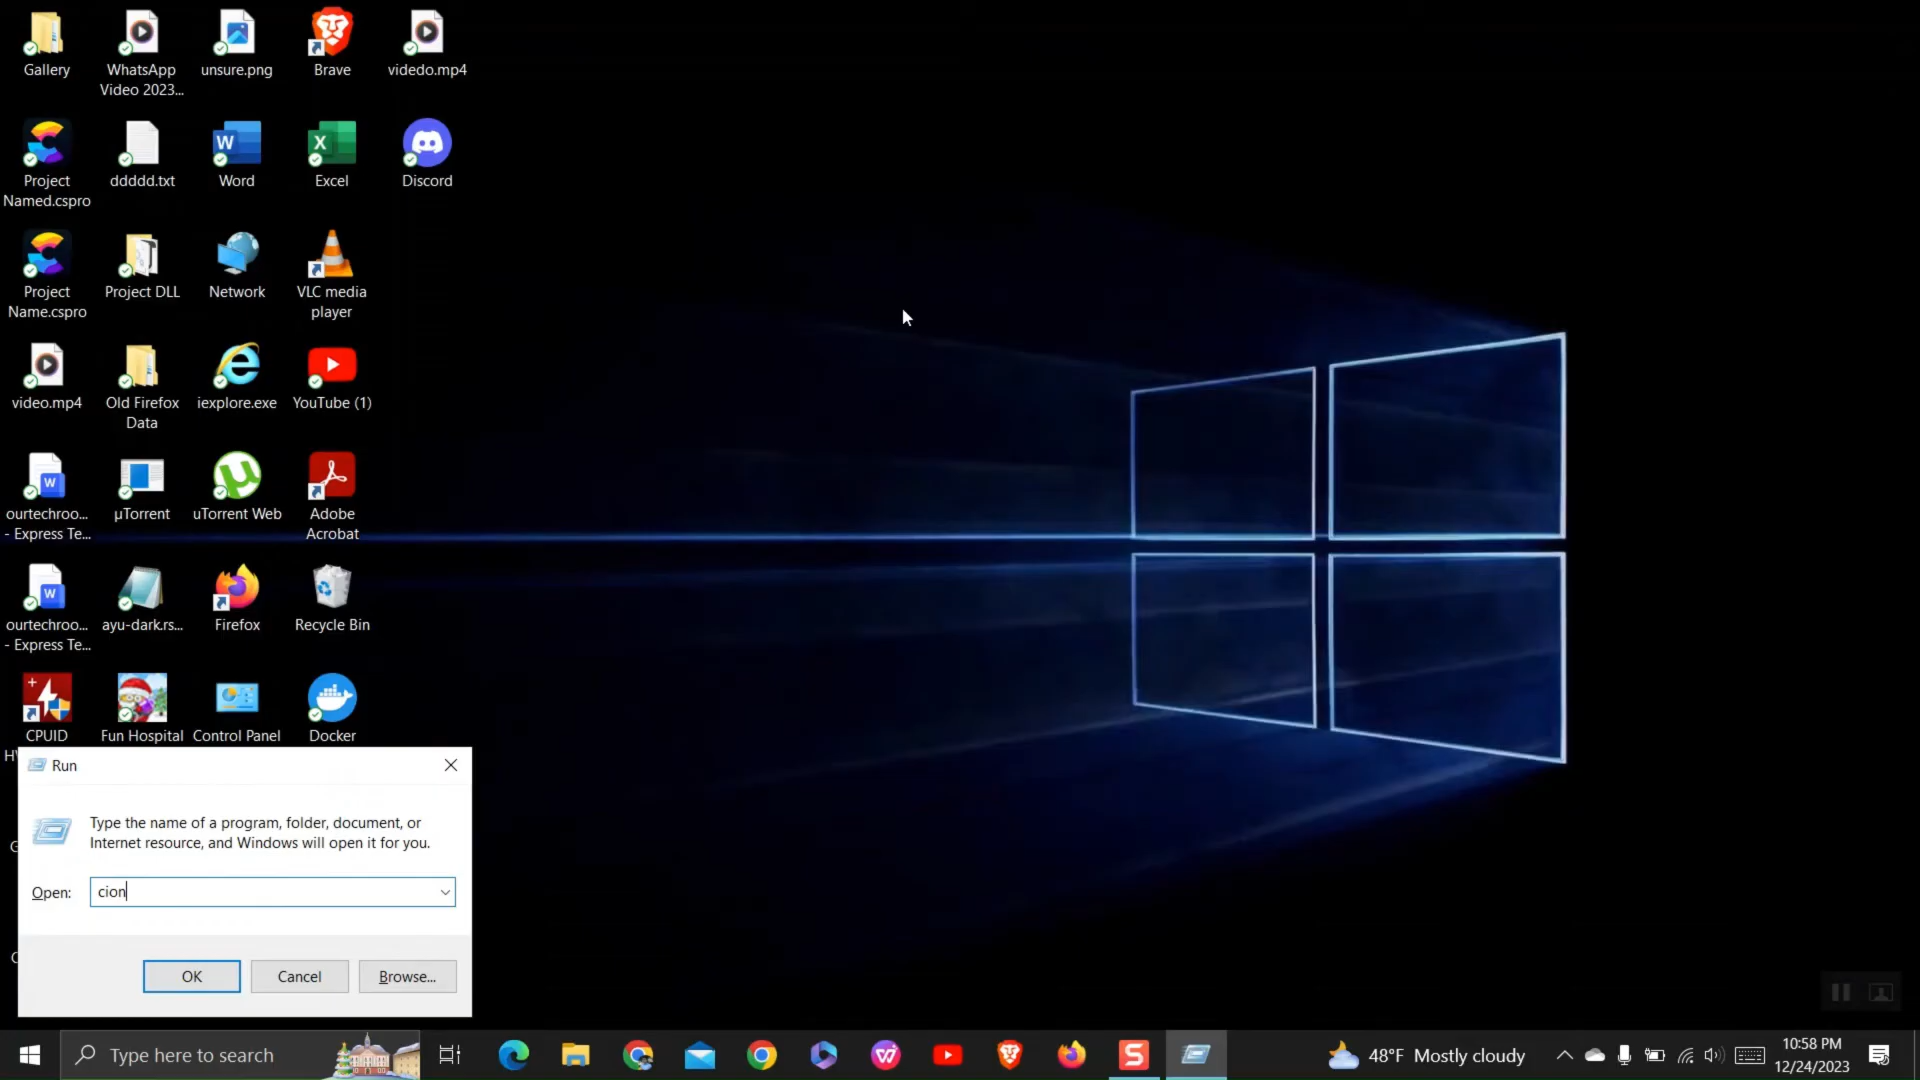 Gallery
WhatsApp
Video 2023...
unsure.png
Brave
videdo.mp4
Project
Named.cspro
ddddd.txt
Word
Excel
Discord
Project
Name.cspro
Project DLL
Network
VLC media
player
video.mp4
Old Firefox
Data
iexplore.exe
YouTube (1)
ourtechroo...
- Express Te...
µTorrent
uTorrent Web
Adobe
Acrobat
ourtechroo...
- Express Te...
ayu-dark.rs...
Firefox
Recycle Bin
CPUID
Fun Hospital
Control Panel
Docker
Run
Type the name of a program, folder, document, or
Internet resource, and Windows will open it for you.
Open:
cion
OK
Cancel
Browse...
Type here to search
48°F Mostly cloudy
10:58 PM
12/24/2023